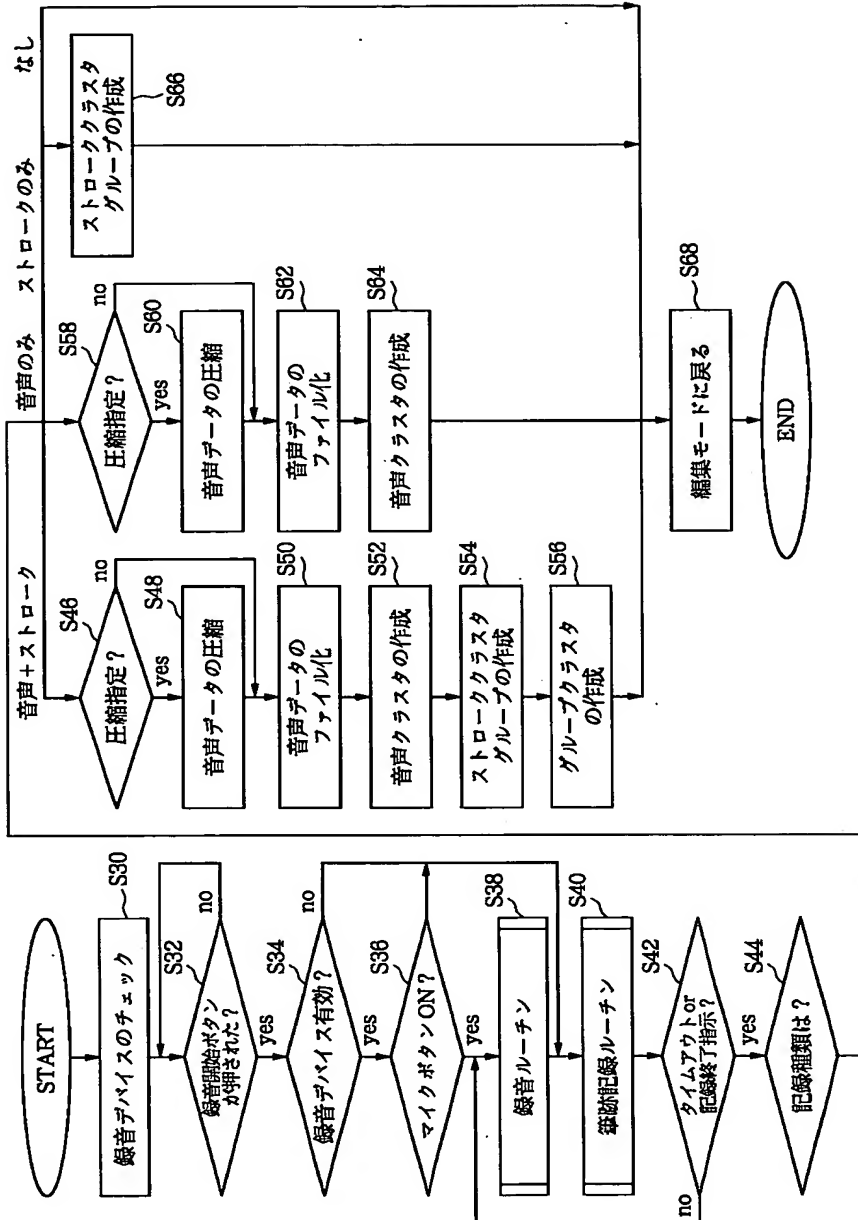 START
録音デバイスのチェック
S30
録音開始ボタン
が押された？
S32
no
yes
録音デバイス有効？
S34
no
yes
マイクボタンON？
S36
yes
録音ルーチン
S38
筆跡記録ルーチン
S40
タイムアウトor
記録終了指示？
S42
no
yes
記録種類は？
S44
音声+ストローク
圧縮指定？
S46
no
yes
音声データの圧縮
S48
音声データの
ファイル化
S50
音声クラスタの作成
S52
ストローククラスタ
グループの作成
S54
グループクラスタ
の作成
S56
音声のみ
圧縮指定？
S58
no
yes
音声データの圧縮
S60
音声データの
ファイル化
S62
音声クラスタの作成
S64
ストロークのみ
ストローククラスタ
グループの作成
S66
なし
編集モードに戻る
S68
END